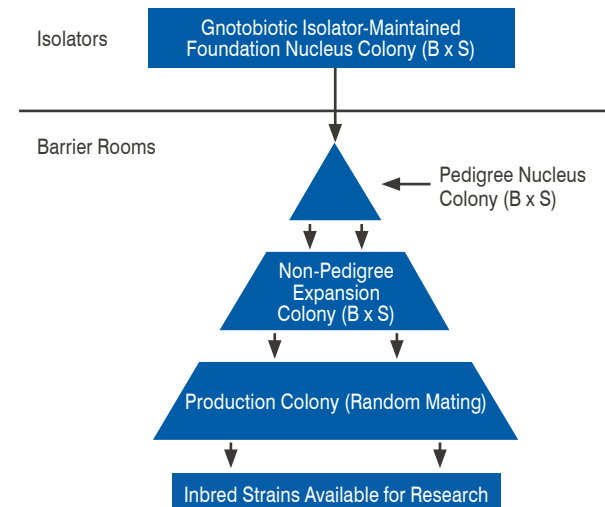 Isolators
Gnotobiotic Isolator-Maintained
Foundation Nucleus Colony (B x S)
Barrier Rooms
Pedigree Nucleus
Colony (B x S)
Non-Pedigree
Expansion
Colony (B x S)
Production Colony (Random Mating)
Inbred Strains Available for Research